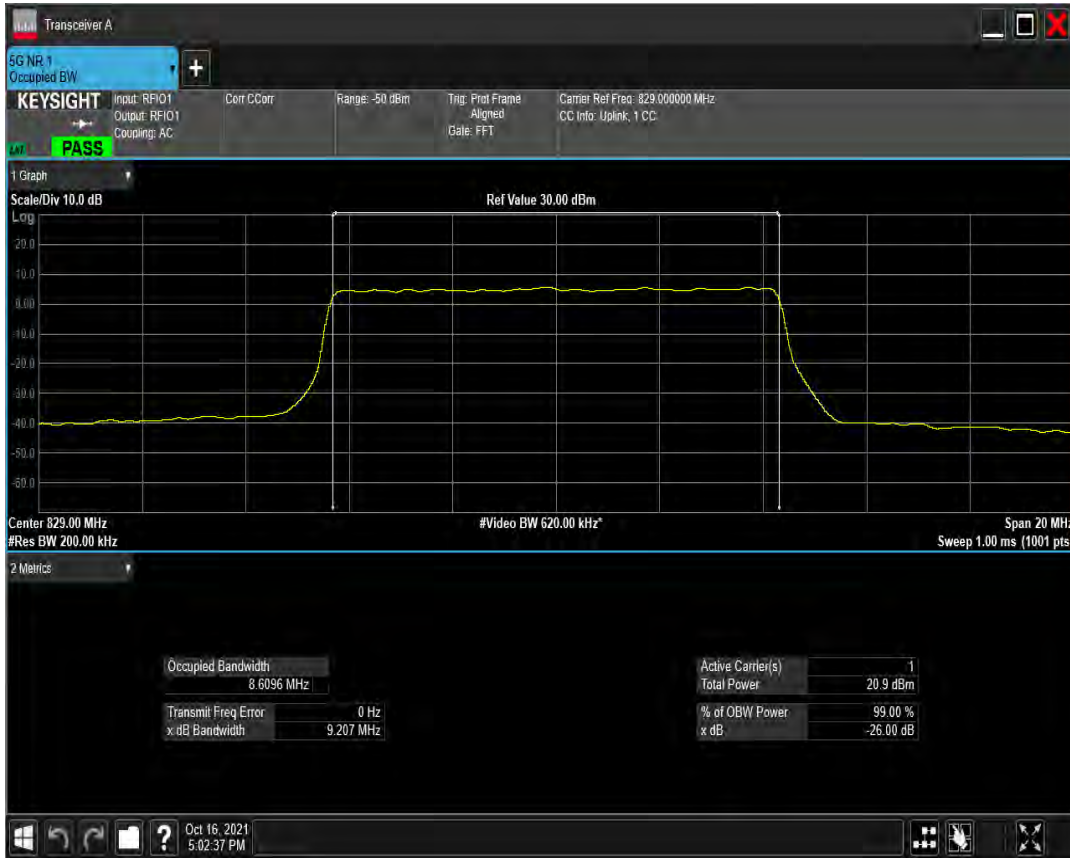 Transceiver A
5G NR 1
Occupied BW
+
KEYSIGHT
PASS
Input: RFIO1
Output: RFIO1
Coupling: AC
Corr CCorr
Range: -50 dBm
Trig: Prot Frame
Aligned
Gate: FFT
Carrier Ref Freq: 829.000000 MHz
CC Info: Uplink, 1 CC
1 Graph
Scale/Div 10.0 dB
Ref Value 30.00 dBm
Log
20.0
10.0
0.00
-10.0
-20.0
-30.0
-40.0
-50.0
-60.0
Center 829.00 MHz
#Video BW 620.00 kHz*
Span 20 MHz
#Res BW 200.00 kHz
Sweep 1.00 ms (1001 pts
2 Metrics
Occupied Bandwidth
8.6096 MHz
Transmit Freq Error 0 Hz
x dB Bandwidth 9.207 MHz
Active Carrier(s) 1
Total Power 20.9 dBm
% of OBW Power 99.00 %
x dB -26.00 dB
?
Oct 16, 2021
5:02:37 PM